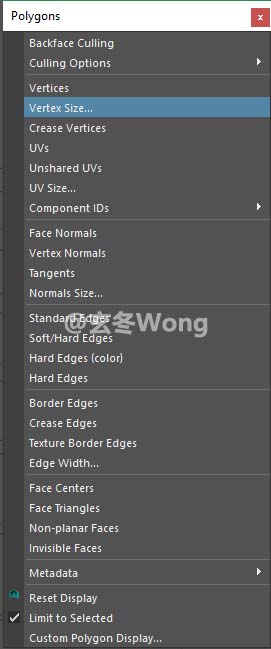 Polygons
Backface Culling
Culling Options
Vertices
Vertex Size...
Crease Vertices
UVs
Unshared UVs
UV Size...
Component IDs
Face Normals
Vertex Normals
Tangents
Normals Size...
Standard Edges
@玄冬Wong
Soft/Hard Edges
Hard Edges (color)
Hard Edges
Border Edges
Crease Edges
Texture Border Edges
Edge Width...
Face Centers
Face Triangles
Non-planar Faces
Invisible Faces
Metadata
Reset Display
Limit to Selected
Custom Polygon Display...